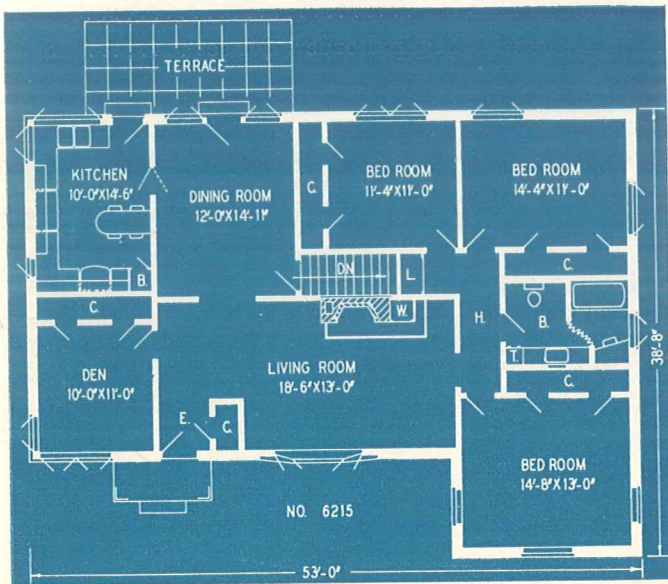 TERRACE
KITCHEN
10'-0"X14'-6"
DINING ROOM
12'-0"X14'-11"
C.
BED ROOM
11'-4"X11'-0"
BED ROOM
14'-4"X11'-0"
B.
DN
L.
C.
C.
W.
H.
B.
T.
DEN
10'-0"X11'-0"
LIVING ROOM
18'-6"X13'-0"
E.
C.
C.
BED ROOM
14'-8"X13'-0"
NO. 6215
38'-8"
53'-0"